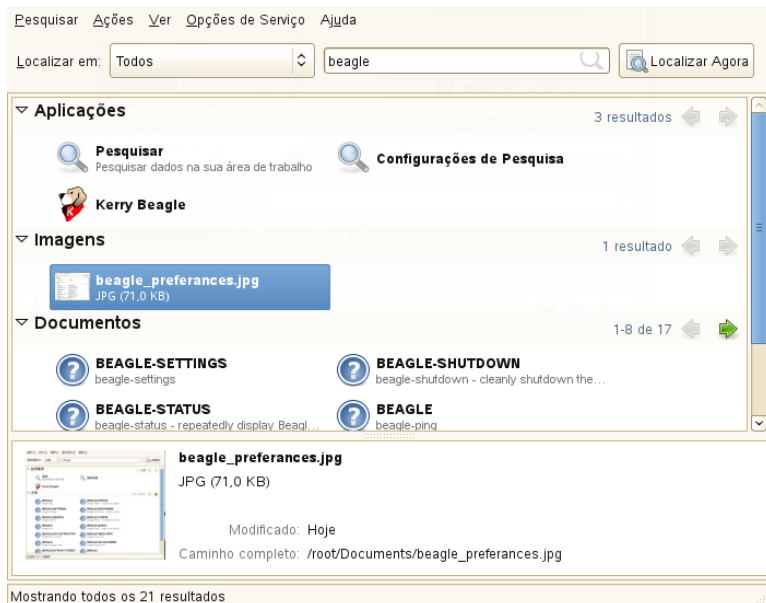 Pesquisar Ações Ver Opções de Serviço Ajuda
Localizar em: Todos beagle Localizar Agora
Aplicações 3 resultados
Pesquisar
Pesquisar dados na sua área de trabalho
Configurações de Pesquisa
Kerry Beagle
Imagens 1 resultado
beagle_preferances.jpg
JPG (71,0 KB)
Documentos 1-8 de 17
BEAGLE-SETTINGS
beagle-settings
BEAGLE-SHUTDOWN
beagle-shutdown - cleanly shutdown the...
BEAGLE-STATUS
beagle-status - repeatedly display Beagl...
BEAGLE
beagle-ping
beagle_preferances.jpg
JPG (71,0 KB)
Modificado: Hoje
Caminho completo: /root/Documents/beagle_preferances.jpg
Mostrando todos os 21 resultados